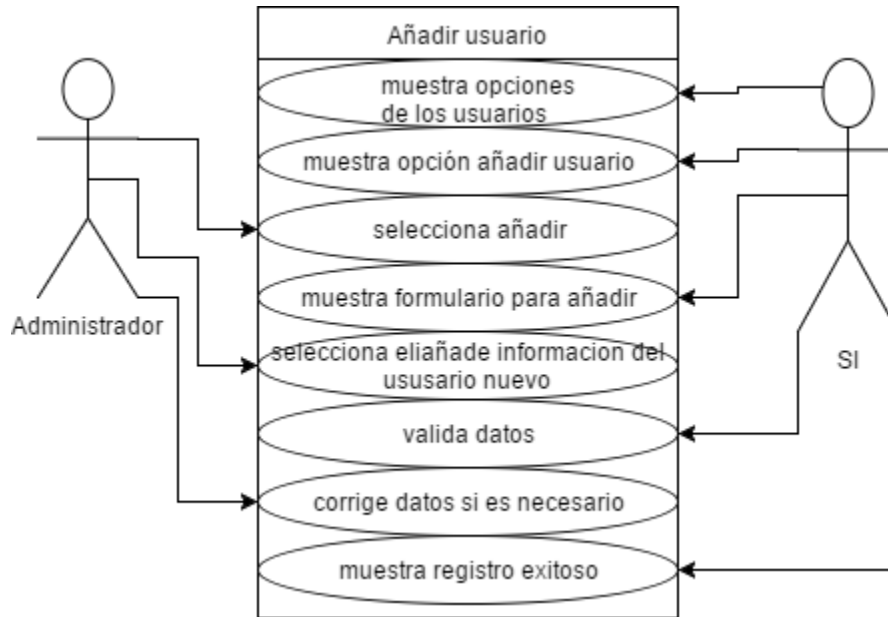 Añadir usuario
muestra opciones
de los usuarios
muestra opción añadir usuario
selecciona añadir
muestra formulario para añadir
Administrador
selecciona eliañade informacion del
ususario nuevo
SI
valida datos
corrige datos si es necesario
muestra registro exitoso